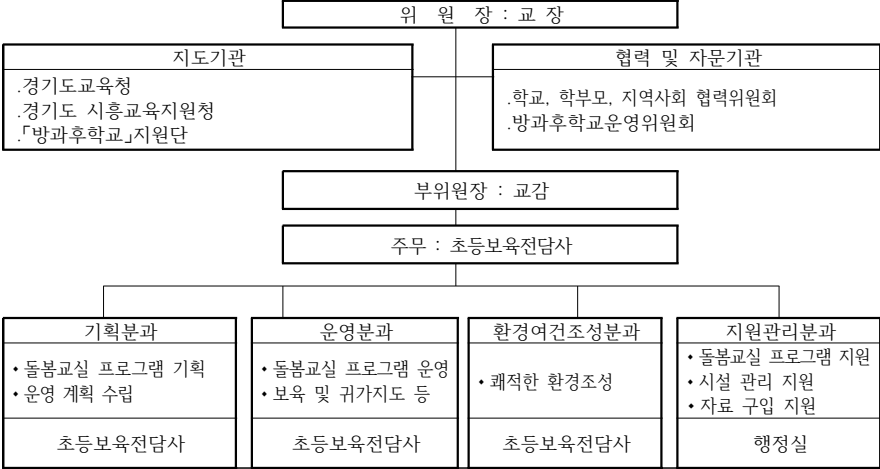 위 원 장 : 교 장
지도기관
.경기도교육청
.경기도 시흥교육지원청
.「방과후학교」지원단
협력 및 자문기관
.학교, 학부모, 지역사회 협력위원회
.방과후학교운영위원회
부위원장 : 교감
주무 : 초등보육전담사
기획분과
• 돌봄교실 프로그램 기획
• 운영 계획 수립
초등보육전담사
운영분과
• 돌봄교실 프로그램 운영
• 보육 및 귀가지도 등
초등보육전담사
환경여건조성분과
• 쾌적한 환경조성
초등보육전담사
지원관리분과
• 돌봄교실 프로그램 지원
• 시설 관리 지원
• 자료 구입 지원
행정실